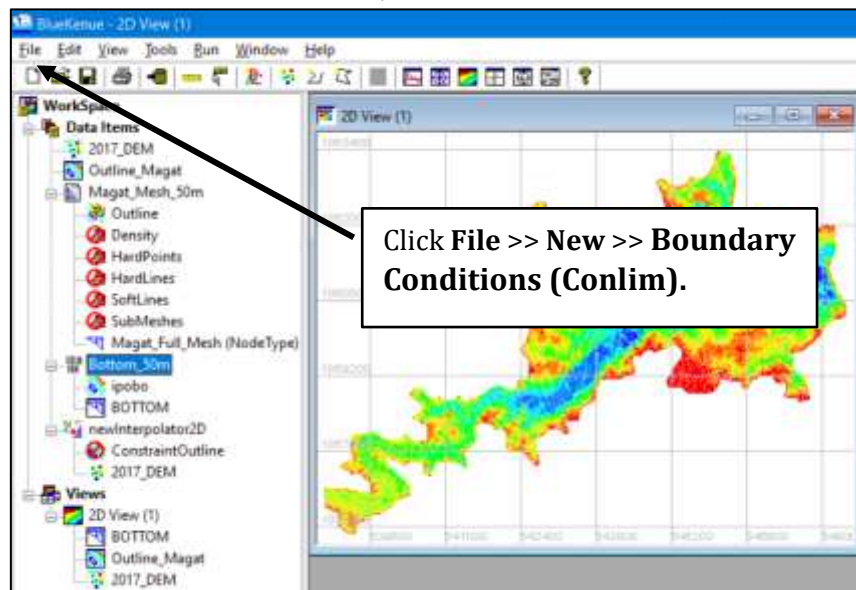 BlueKenue - 2D View (1)
File Edit View Tools Run Window Help
WorkSpace
Data Items
2017_DEM
Outline_Magat
Magat_Mesh_50m
Outline
Density
HardPoints
HardLines
SoftLines
SubMeshes
Magat_Full_Mesh (NodeType)
Bottom_50m
ipobo
BOTTOM
newInterpolator2D
ConstraintOutline
2017_DEM
Views
2D View (1)
BOTTOM
Outline_Magat
2017_DEM
2D View (1)
Click File >> New >> Boundary
Conditions (Conlim).